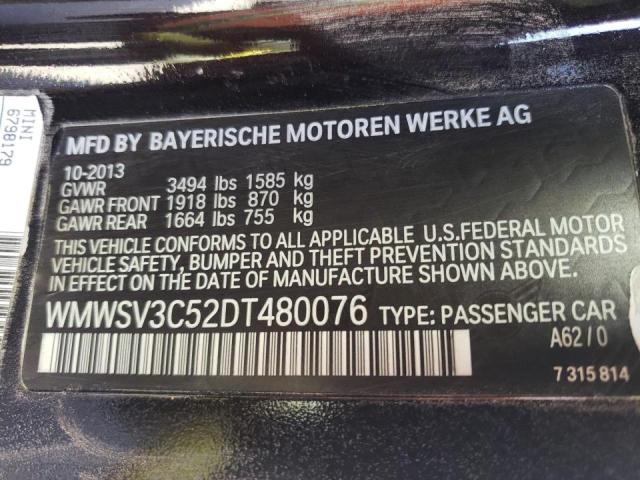 MINI
6798179
MFD BY BAYERISCHE MOTOREN WERKE AG
10-2013
GVWR 3494 lbs 1585 kg
GAWR FRONT 1918 lbs 870 kg
GAWR REAR 1664 lbs 755 kg
THIS VEHICLE CONFORMS TO ALL APPLICABLE U.S.FEDERAL MOTOR
VEHICLE SAFETY, BUMPER AND THEFT PREVENTION STANDARDS
IN EFFECT ON THE DATE OF MANUFACTURE SHOWN ABOVE.
WMWSV3C52DT480076 TYPE: PASSENGER CAR
A62/0
7 315 814